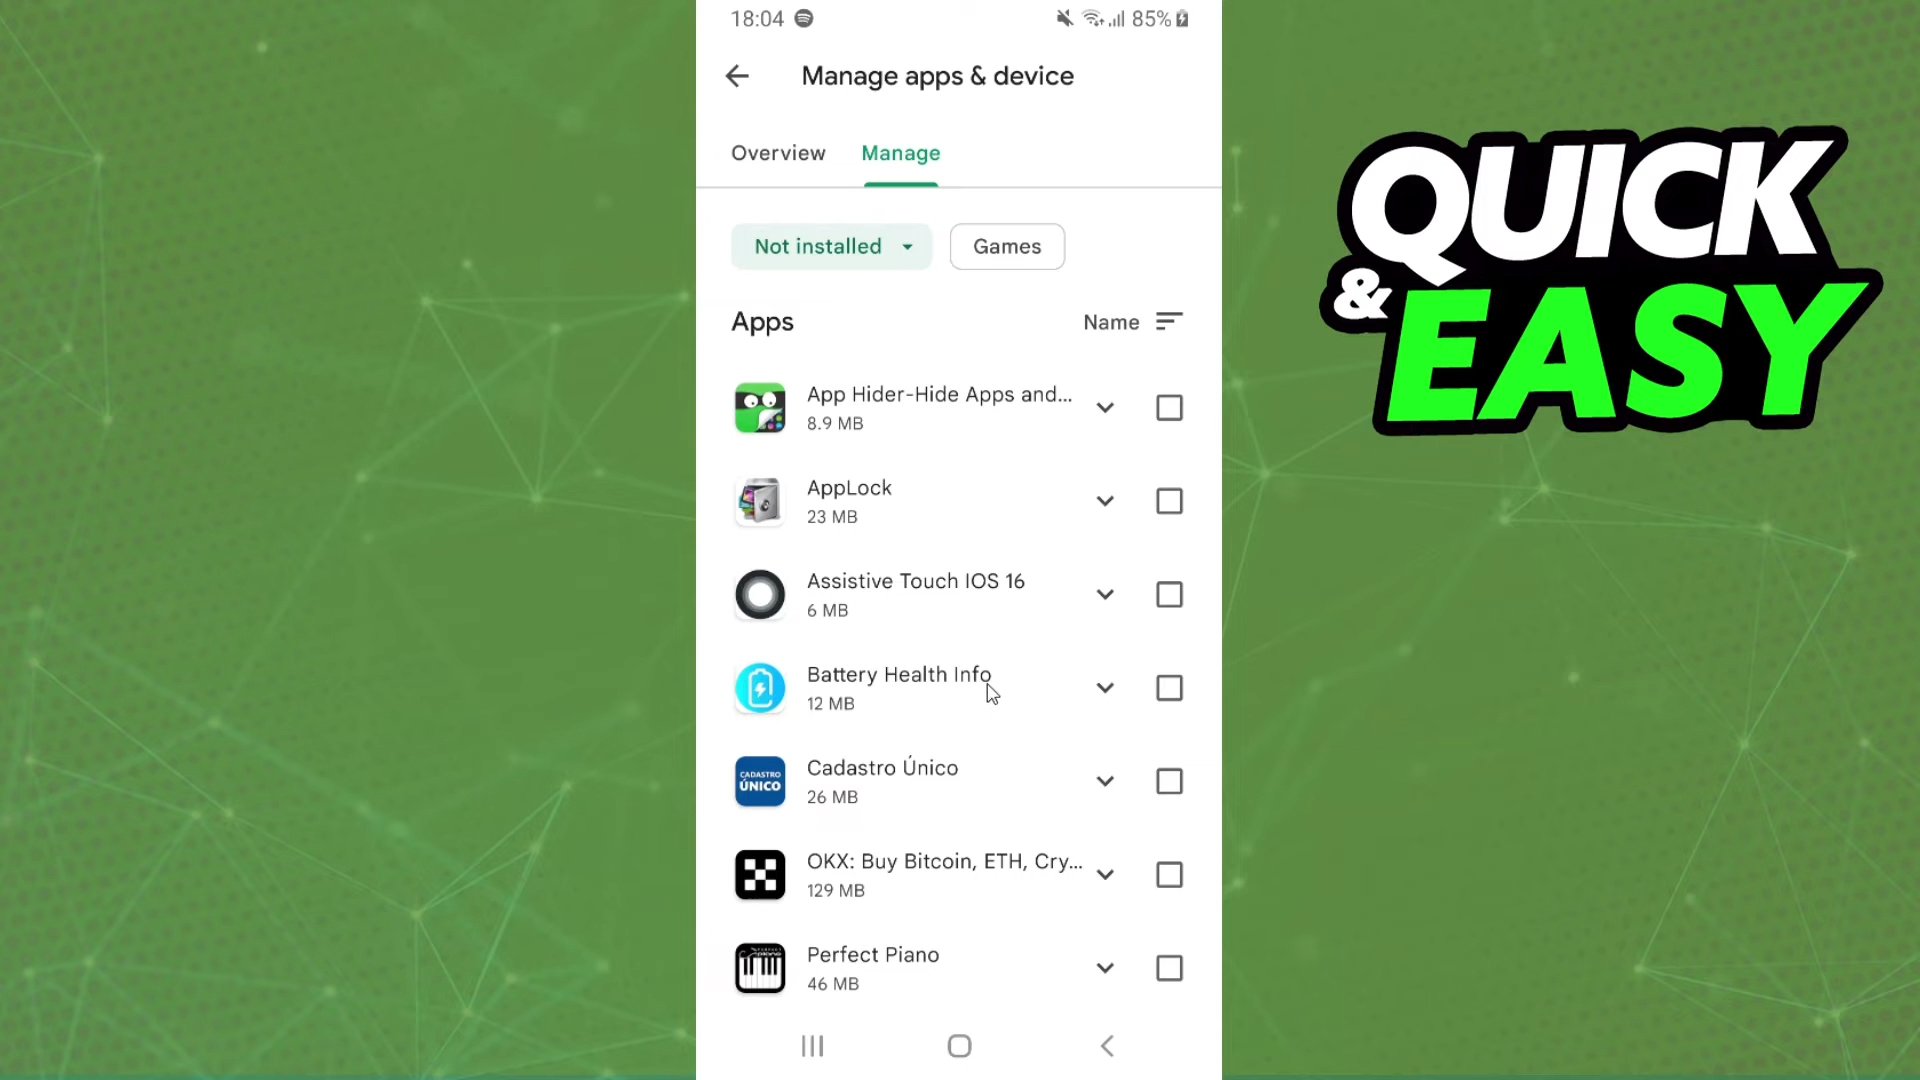 18:04
85%
Manage apps & device
Overview
Manage
Not installed
Games
Apps
Name
App Hider-Hide Apps and...
8.9 MB
AppLock
23 MB
Assistive Touch IOS 16
6 MB
Battery Health Info
12 MB
CADASTRO
ÚNICO
Cadastro Único
26 MB
OKX: Buy Bitcoin, ETH, Cry...
129 MB
Perfect Piano
46 MB
QUICK
& EASY